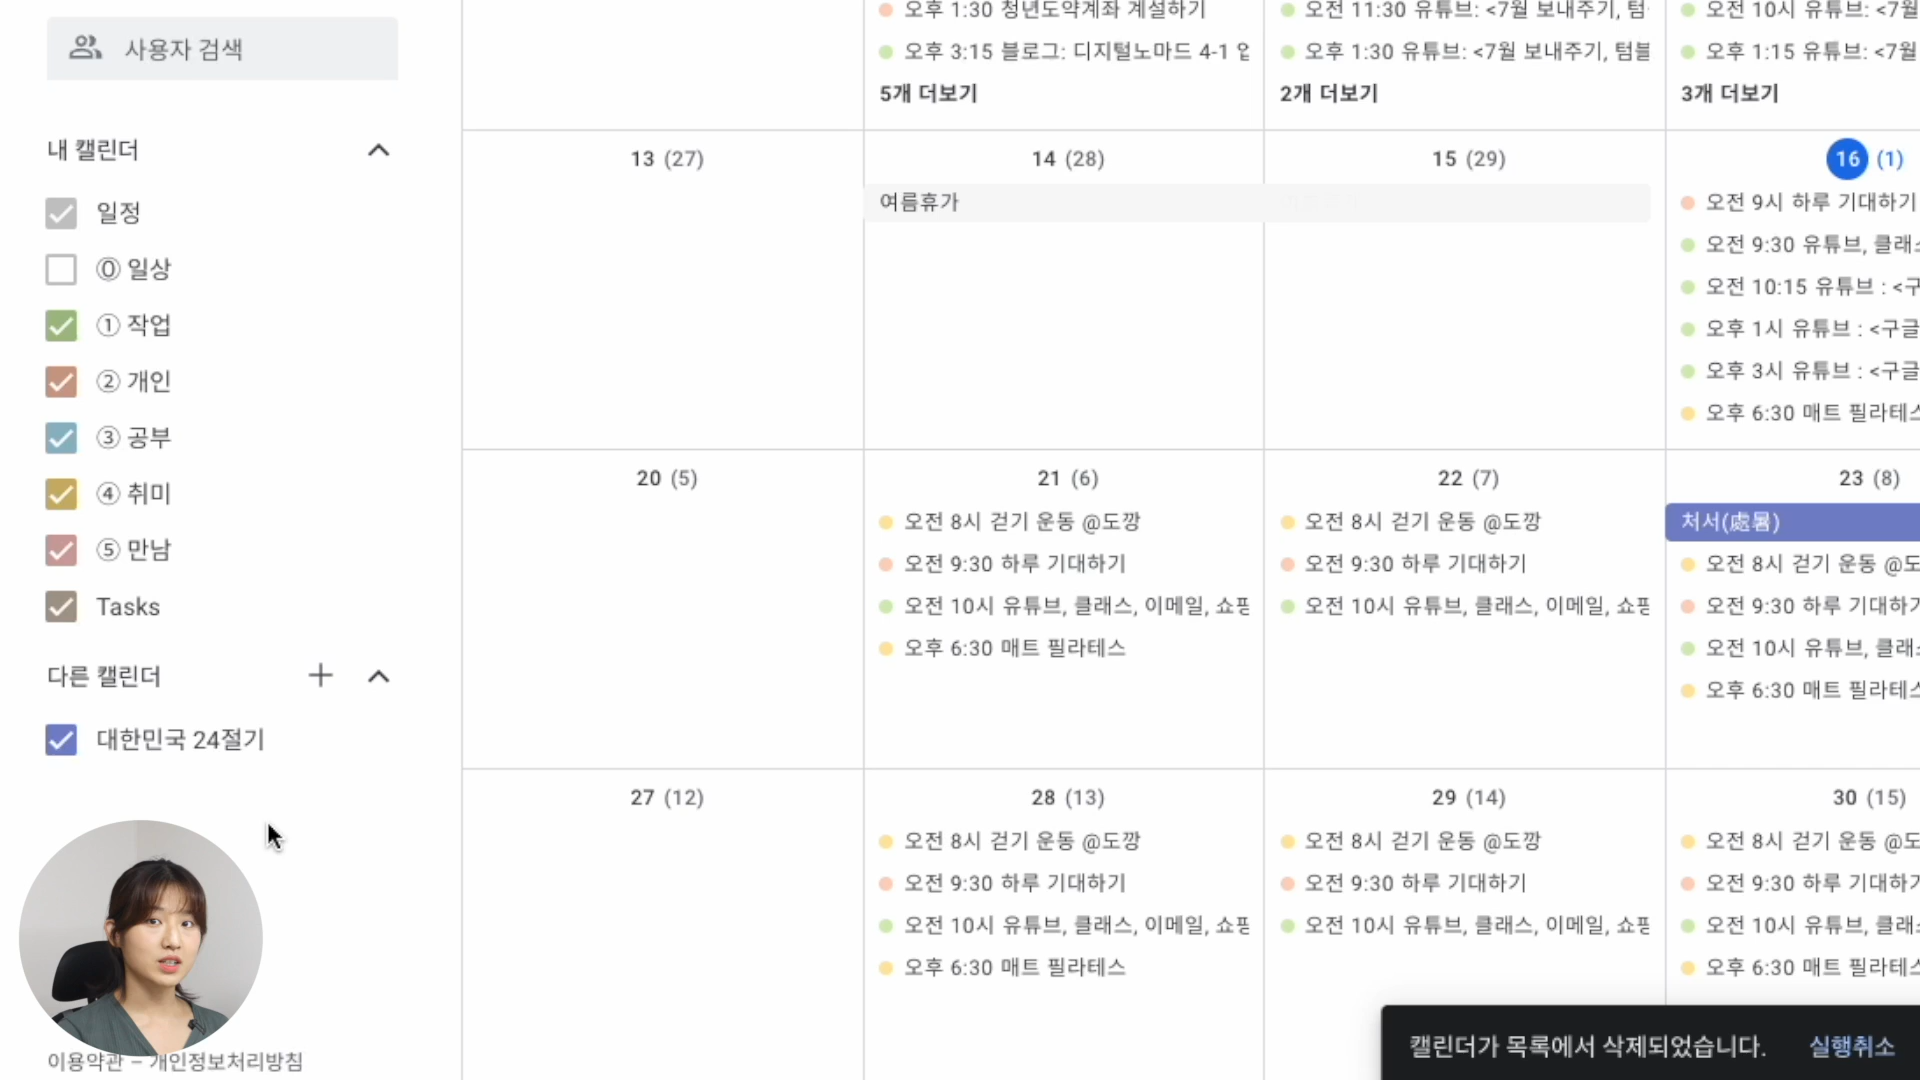 사용자 검색
내 캘린더
일정
⓪ 일상
① 작업
② 개인
③ 공부
④ 취미
⑤ 만남
Tasks
다른 캘린더
대한민국 24절기
이용약관 – 개인정보처리방침
오후 1:30 청년도약계좌 계설하기
오전 11:30 유튜브: <7월 보내주기, 텀
오전 10시 유튜브: <7월
오후 3:15 블로그: 디지털노마드 4-1 업
오후 1:30 유튜브: <7월 보내주기, 텀블
오후 1:15 유튜브: <7월
5개 더보기
2개 더보기
3개 더보기
13 (27)
14 (28)
15 (29)
16 (1)
여름휴가
오전 9시 하루 기대하기
오전 9:30 유튜브, 클래스
오전 10:15 유튜브 : <구
오후 1시 유튜브 : <구글
오후 3시 유튜브 : <구글
오후 6:30 매트 필라테스
20 (5)
21 (6)
22 (7)
23 (8)
오전 8시 걷기 운동 @도깡
오전 9:30 하루 기대하기
오전 10시 유튜브, 클래스, 이메일, 쇼핑
오후 6:30 매트 필라테스
오전 8시 걷기 운동 @도깡
오전 9:30 하루 기대하기
오전 10시 유튜브, 클래스, 이메일, 쇼핑
처서(處暑)
오전 8시 걷기 운동 @도
오전 9:30 하루 기대하기
오전 10시 유튜브, 클래스
오후 6:30 매트 필라테스
27 (12)
28 (13)
29 (14)
30 (15)
오전 8시 걷기 운동 @도깡
오전 9:30 하루 기대하기
오전 10시 유튜브, 클래스, 이메일, 쇼핑
오후 6:30 매트 필라테스
오전 8시 걷기 운동 @도깡
오전 9:30 하루 기대하기
오전 10시 유튜브, 클래스, 이메일, 쇼핑
오전 8시 걷기 운동 @도
오전 9:30 하루 기대하기
오전 10시 유튜브, 클래스
오후 6:30 매트 필라테스
캘린더가 목록에서 삭제되었습니다.
실행취소